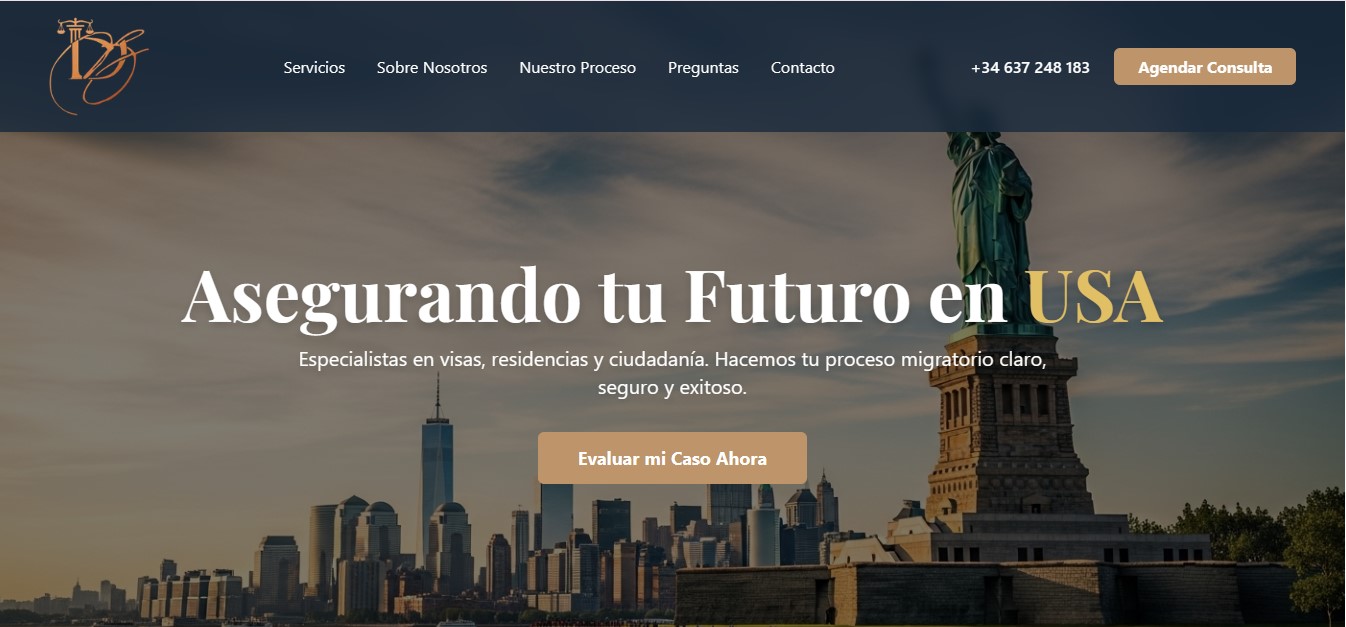 Servicios
Sobre Nosotros
Nuestro Proceso
Preguntas
Contacto
+34 637 248 183
Agendar Consulta
Asegurando tu Futuro en USA
Especialistas en visas, residencias y ciudadanía. Hacemos tu proceso migratorio claro,
seguro y exitoso.
Evaluar mi Caso Ahora